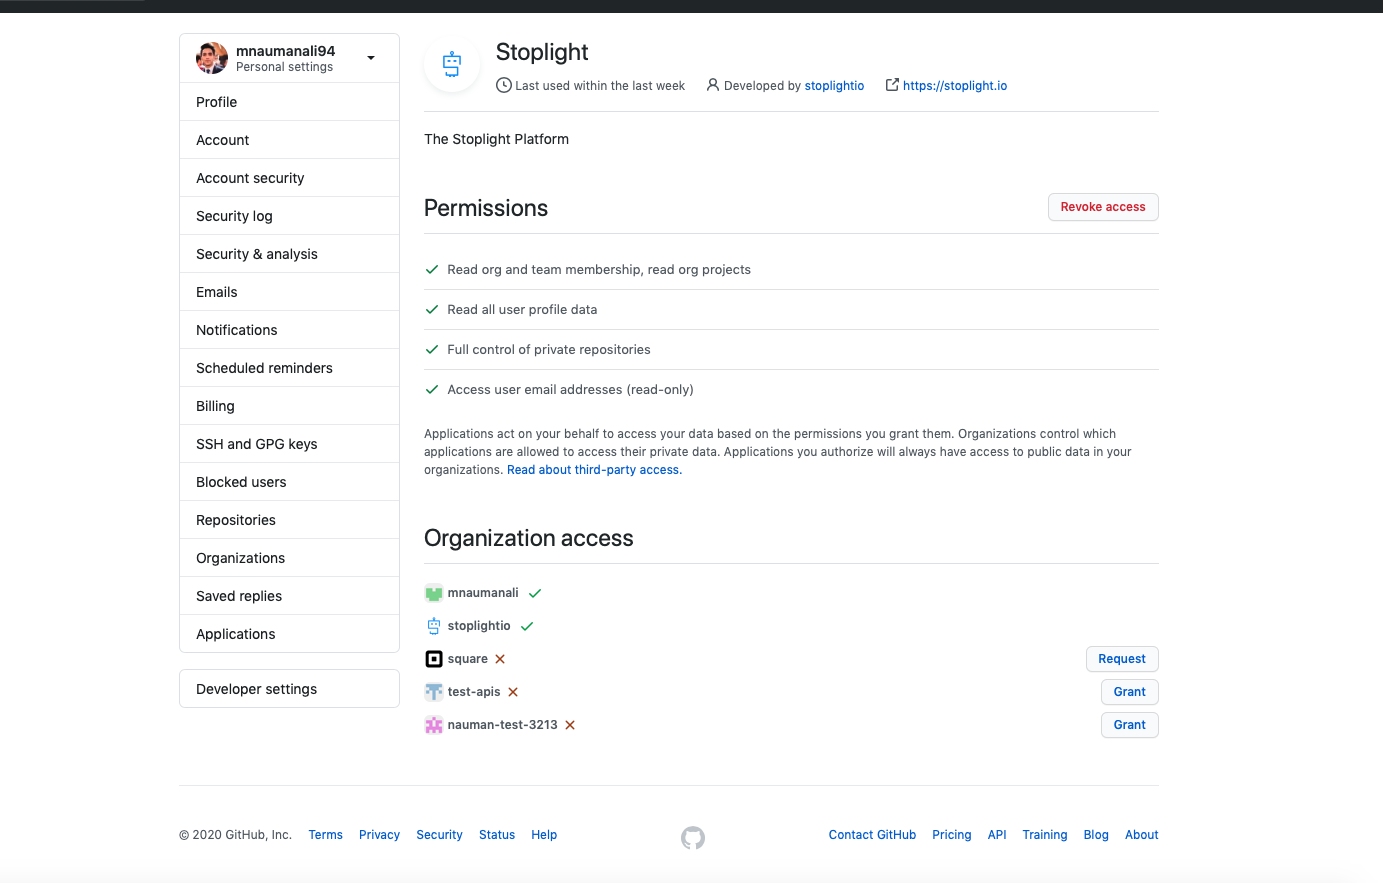 mnaumanali94
Personal settings
Profile
Account
Account security
Security log
Security & analysis
Emails
Notifications
Scheduled reminders
Billing
SSH and GPG keys
Blocked users
Repositories
Organizations
Saved replies
Applications
Developer settings
Stoplight
Last used within the last week Developed by stoplightio https://stoplight.io
The Stoplight Platform
Permissions
Revoke access
Read org and team membership, read org projects
Read all user profile data
Full control of private repositories
Access user email addresses (read-only)
Applications act on your behalf to access your data based on the permissions you grant them. Organizations control which
applications are allowed to access their private data. Applications you authorize will always have access to public data in your
organizations. Read about third-party access.
Organization access
mnaumanali
stoplightio
square Request
test-apis Grant
nauman-test-3213 Grant
© 2020 GitHub, Inc. Terms Privacy Security Status Help Contact GitHub Pricing API Training Blog About